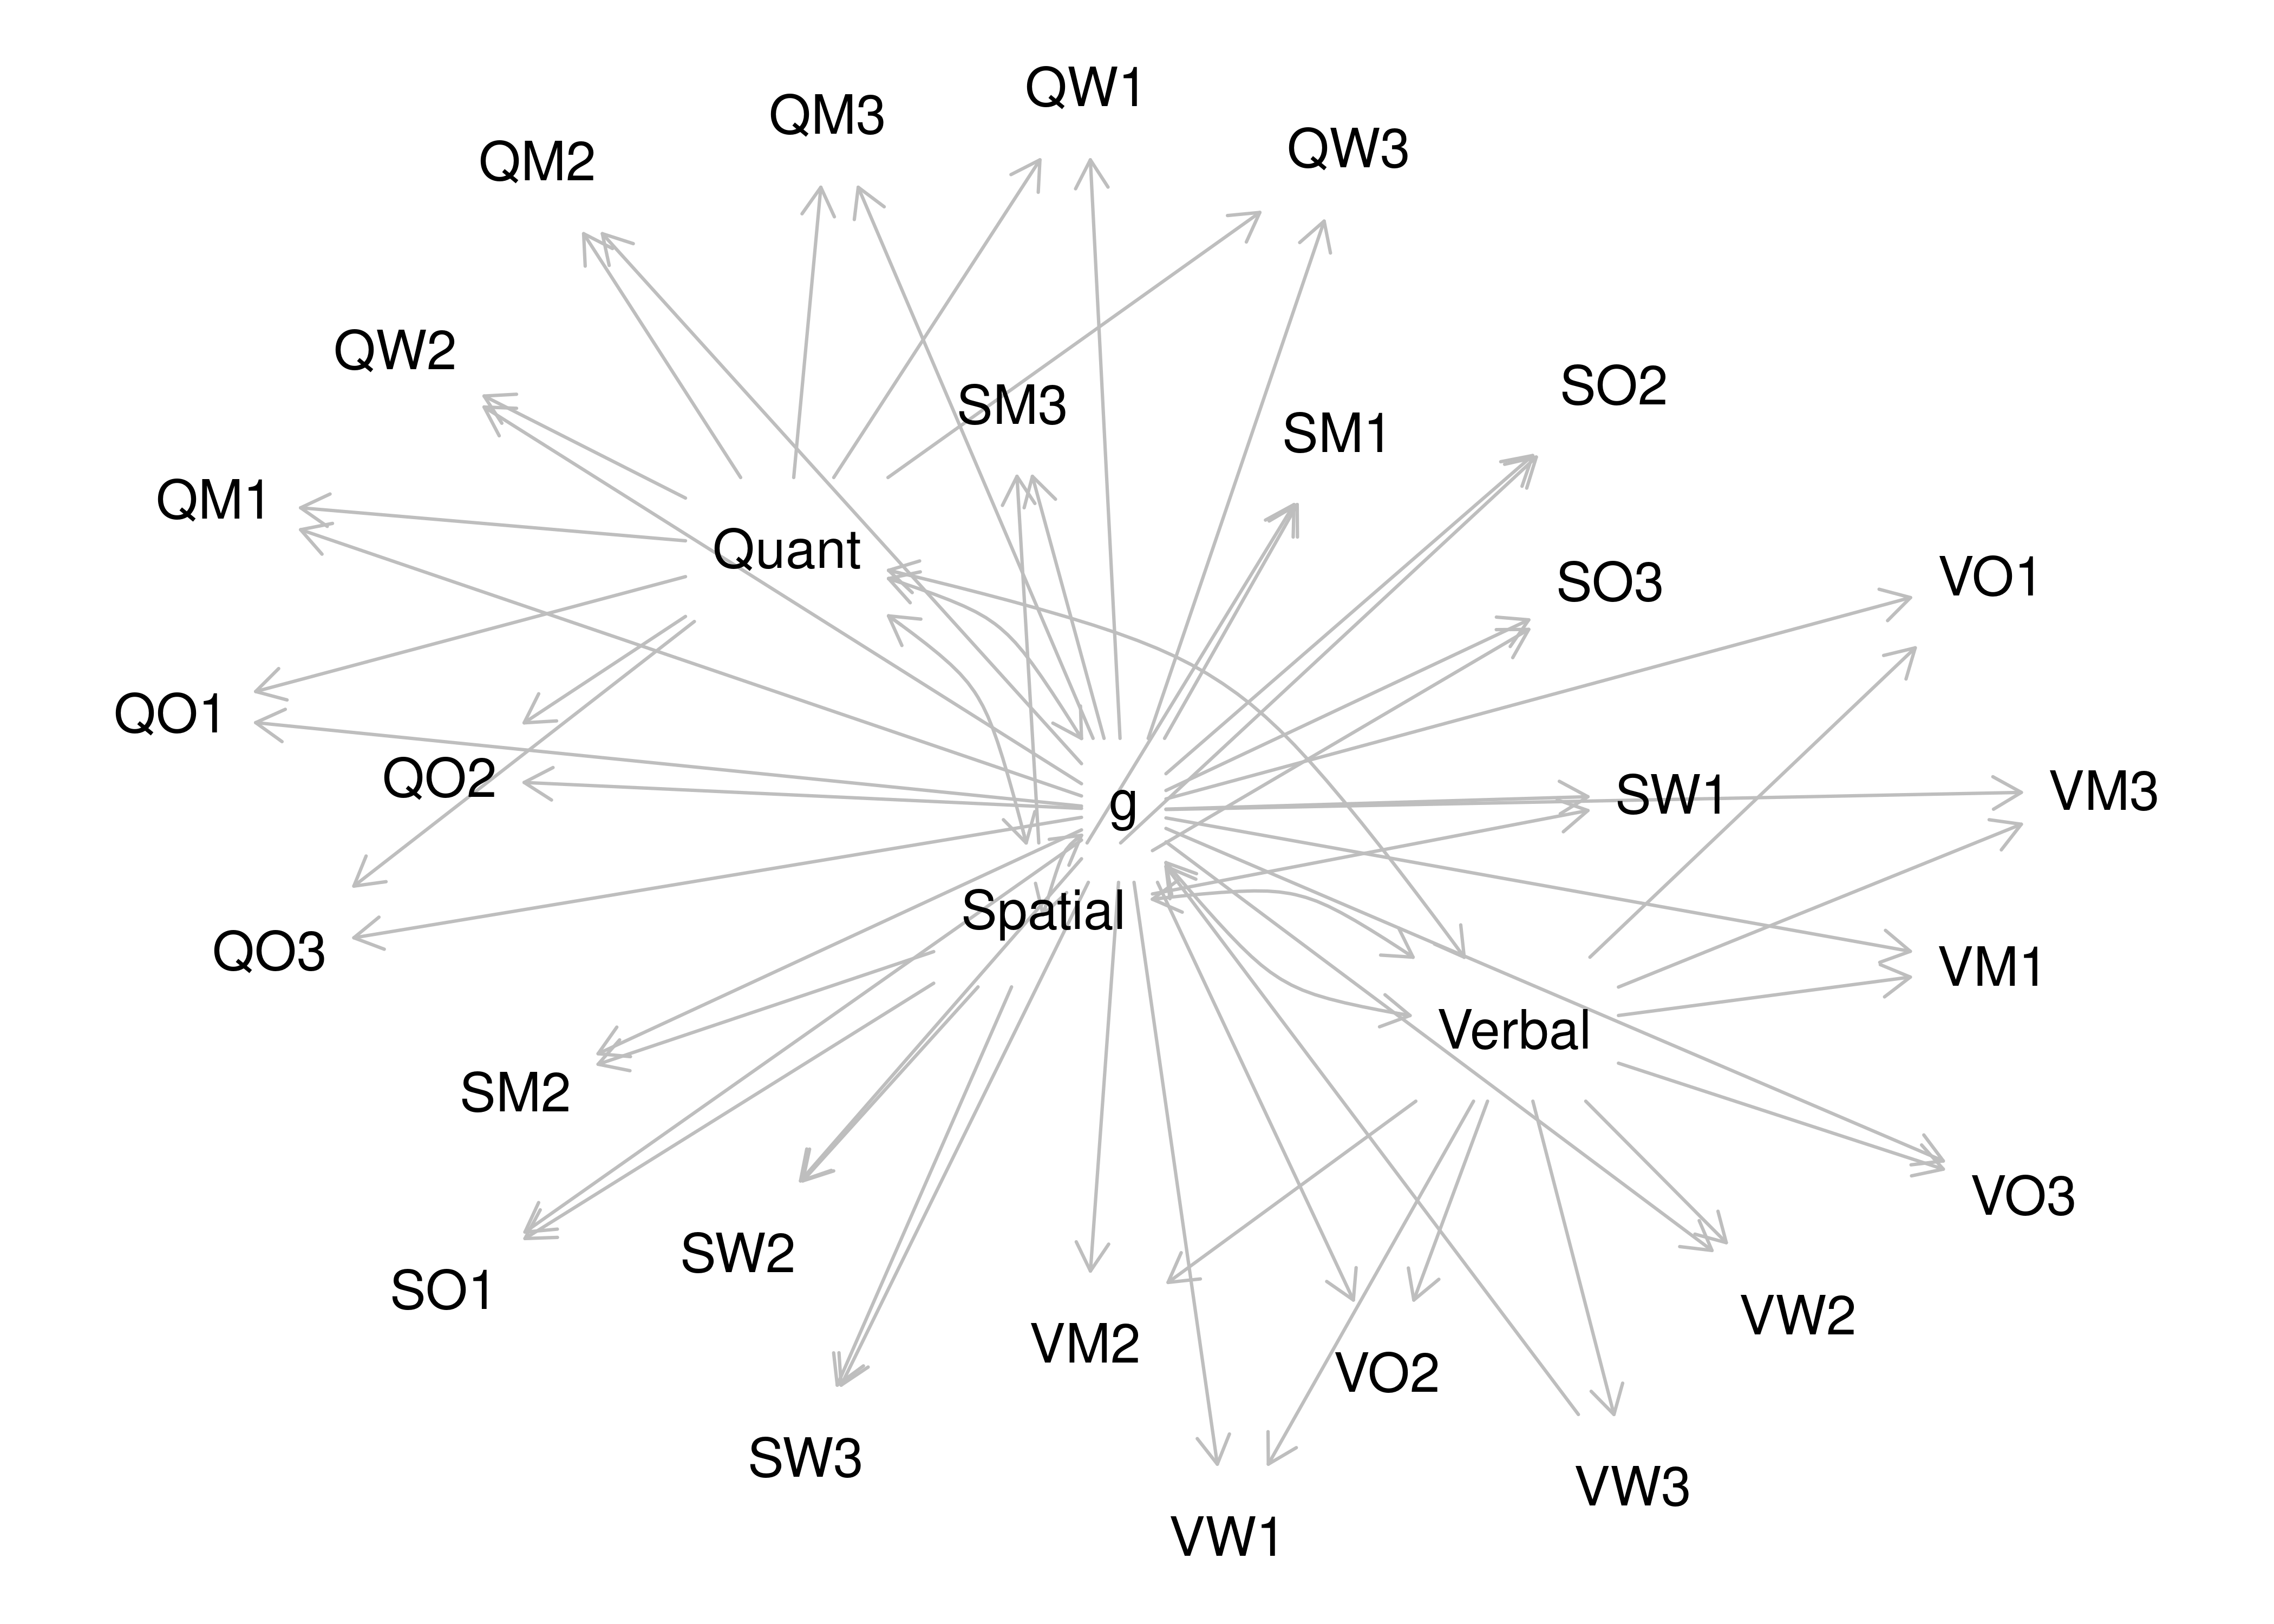 QW1
QM3
QW3
QM2
QW2
SO2
SM3
SM1
QM1
Quant
VO1
SO3
QO1
QO2
VM3
SW1
g
Spatial
QO3
VM1
Verbal
SM2
VO3
SW2
SO1
VW2
VM2
VO2
SW3
VW3
VW1